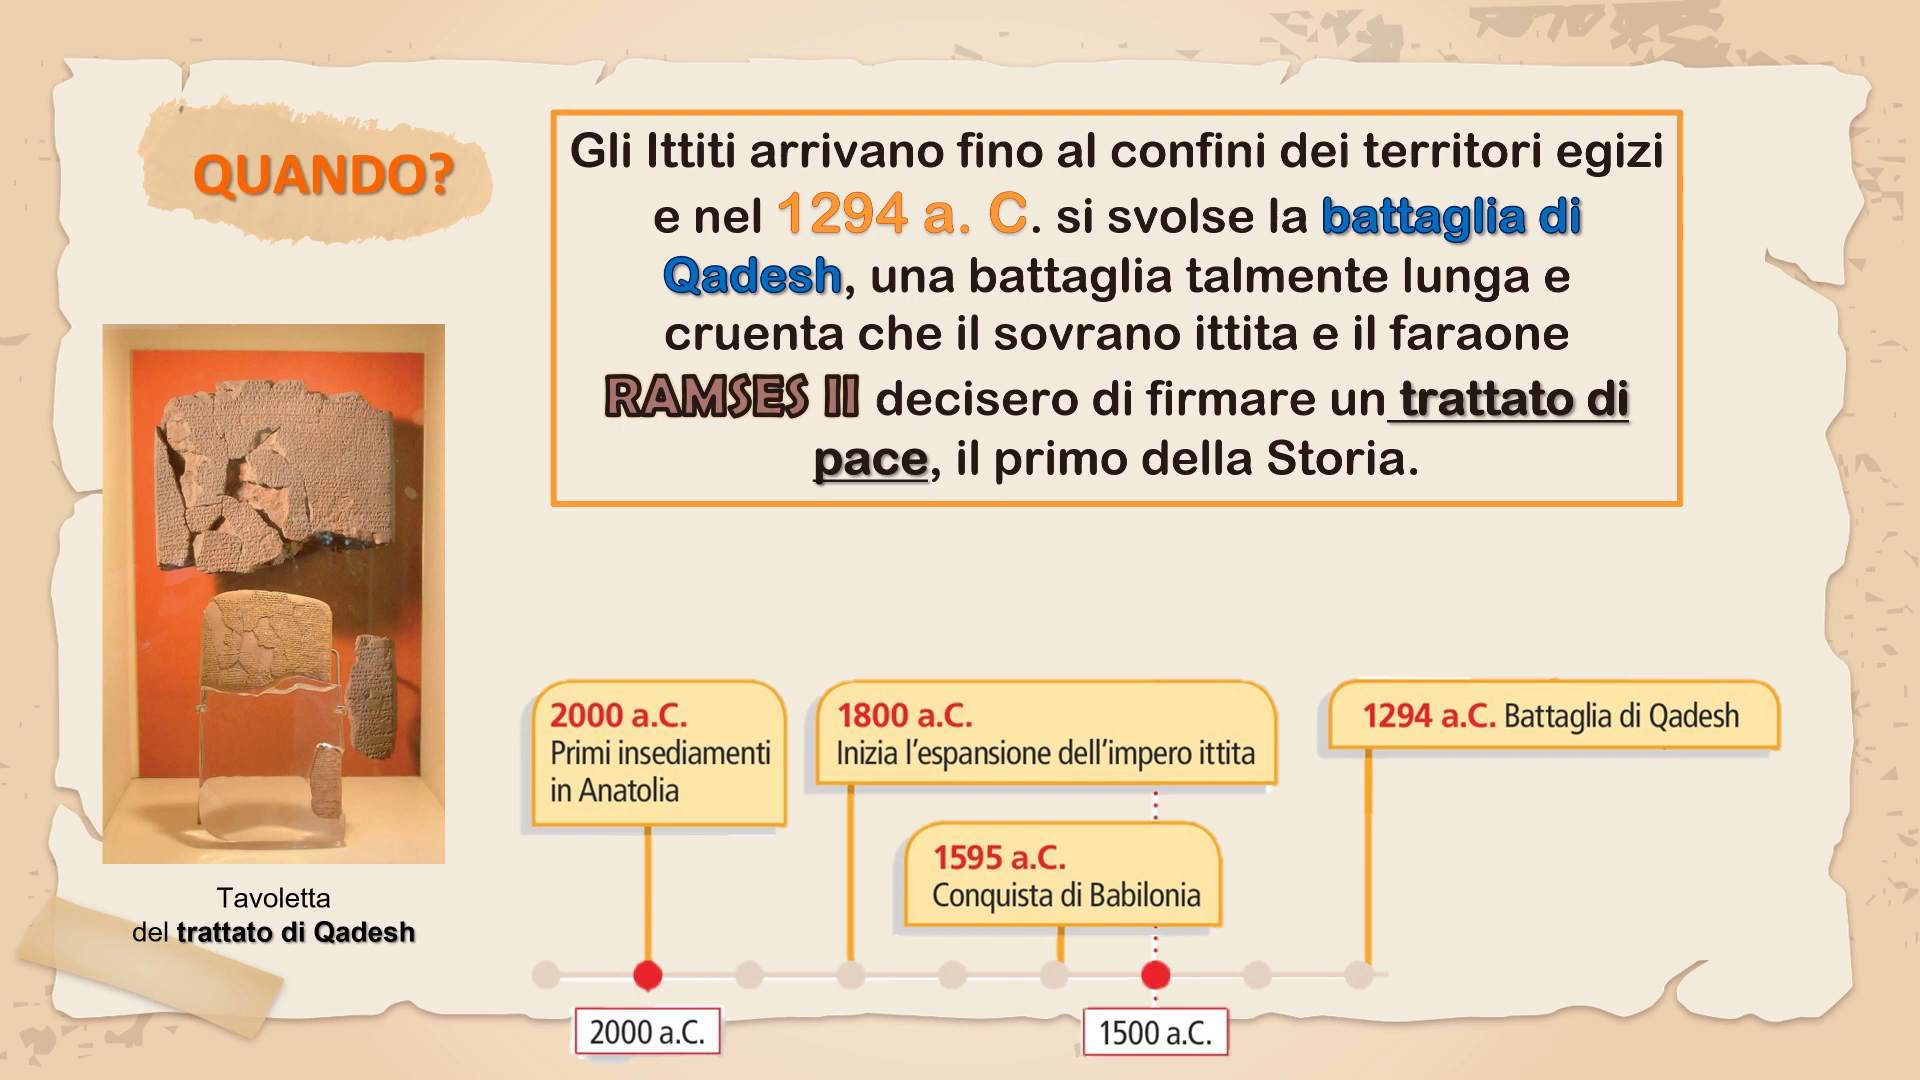 QUANDO?
Gli Ittiti arrivano fino al confini dei territori egizi
e nel 1294 a. C. si svolse la battaglia di
Qadesh, una battaglia talmente lunga e
cruenta che il sovrano ittita e il faraone
RAMSES II decisero di firmare un trattato di
pace, il primo della Storia.
Tavoletta
del trattato di Qadesh
2000 a.C.
Primi insediamenti
in Anatolia
1800 a.C.
Inizia l'espansione dell'impero ittita
1595 a.C.
Conquista di Babilonia
1294 a.C. Battaglia di Qadesh
2000 a.C.
1500 a.C.